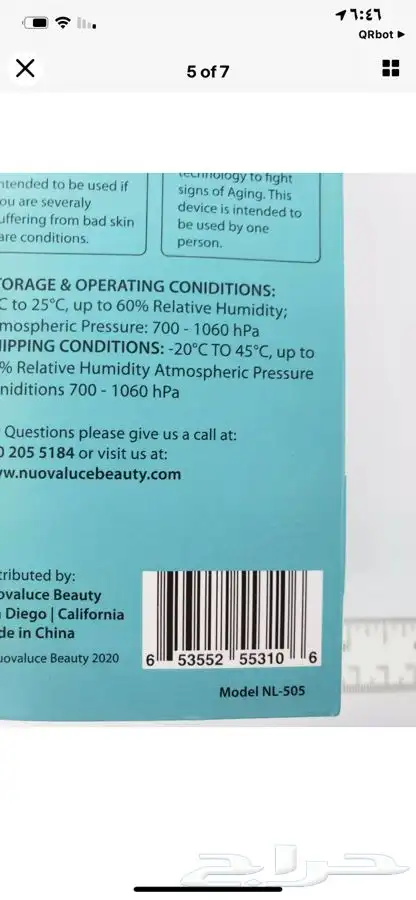 ٦:٤٦
QRbot
5 of 7
ntended to be used if
ou are severaly
uffering from bad skin
are conditions.
technology to fight
signs of Aging. This
device is intended to
be used by one
person.
TORAGE & OPERATING CONIDITIONS:
C to 25°C, up to 60% Relative Humidity;
mospheric Pressure: 700 - 1060 hPa
IPPING CONDITIONS: -20°C TO 45°C, up to
% Relative Humidity Atmospheric Pressure
niditions 700 - 1060 hPa
Questions please give us a call at:
0 205 5184 or visit us at:
w.nuovalucebeauty.com
tributed by:
ovaluce Beauty
n Diego | California
de in China
uovaluce Beauty 2020
6 53552 55310 6
Model NL-505
حراج